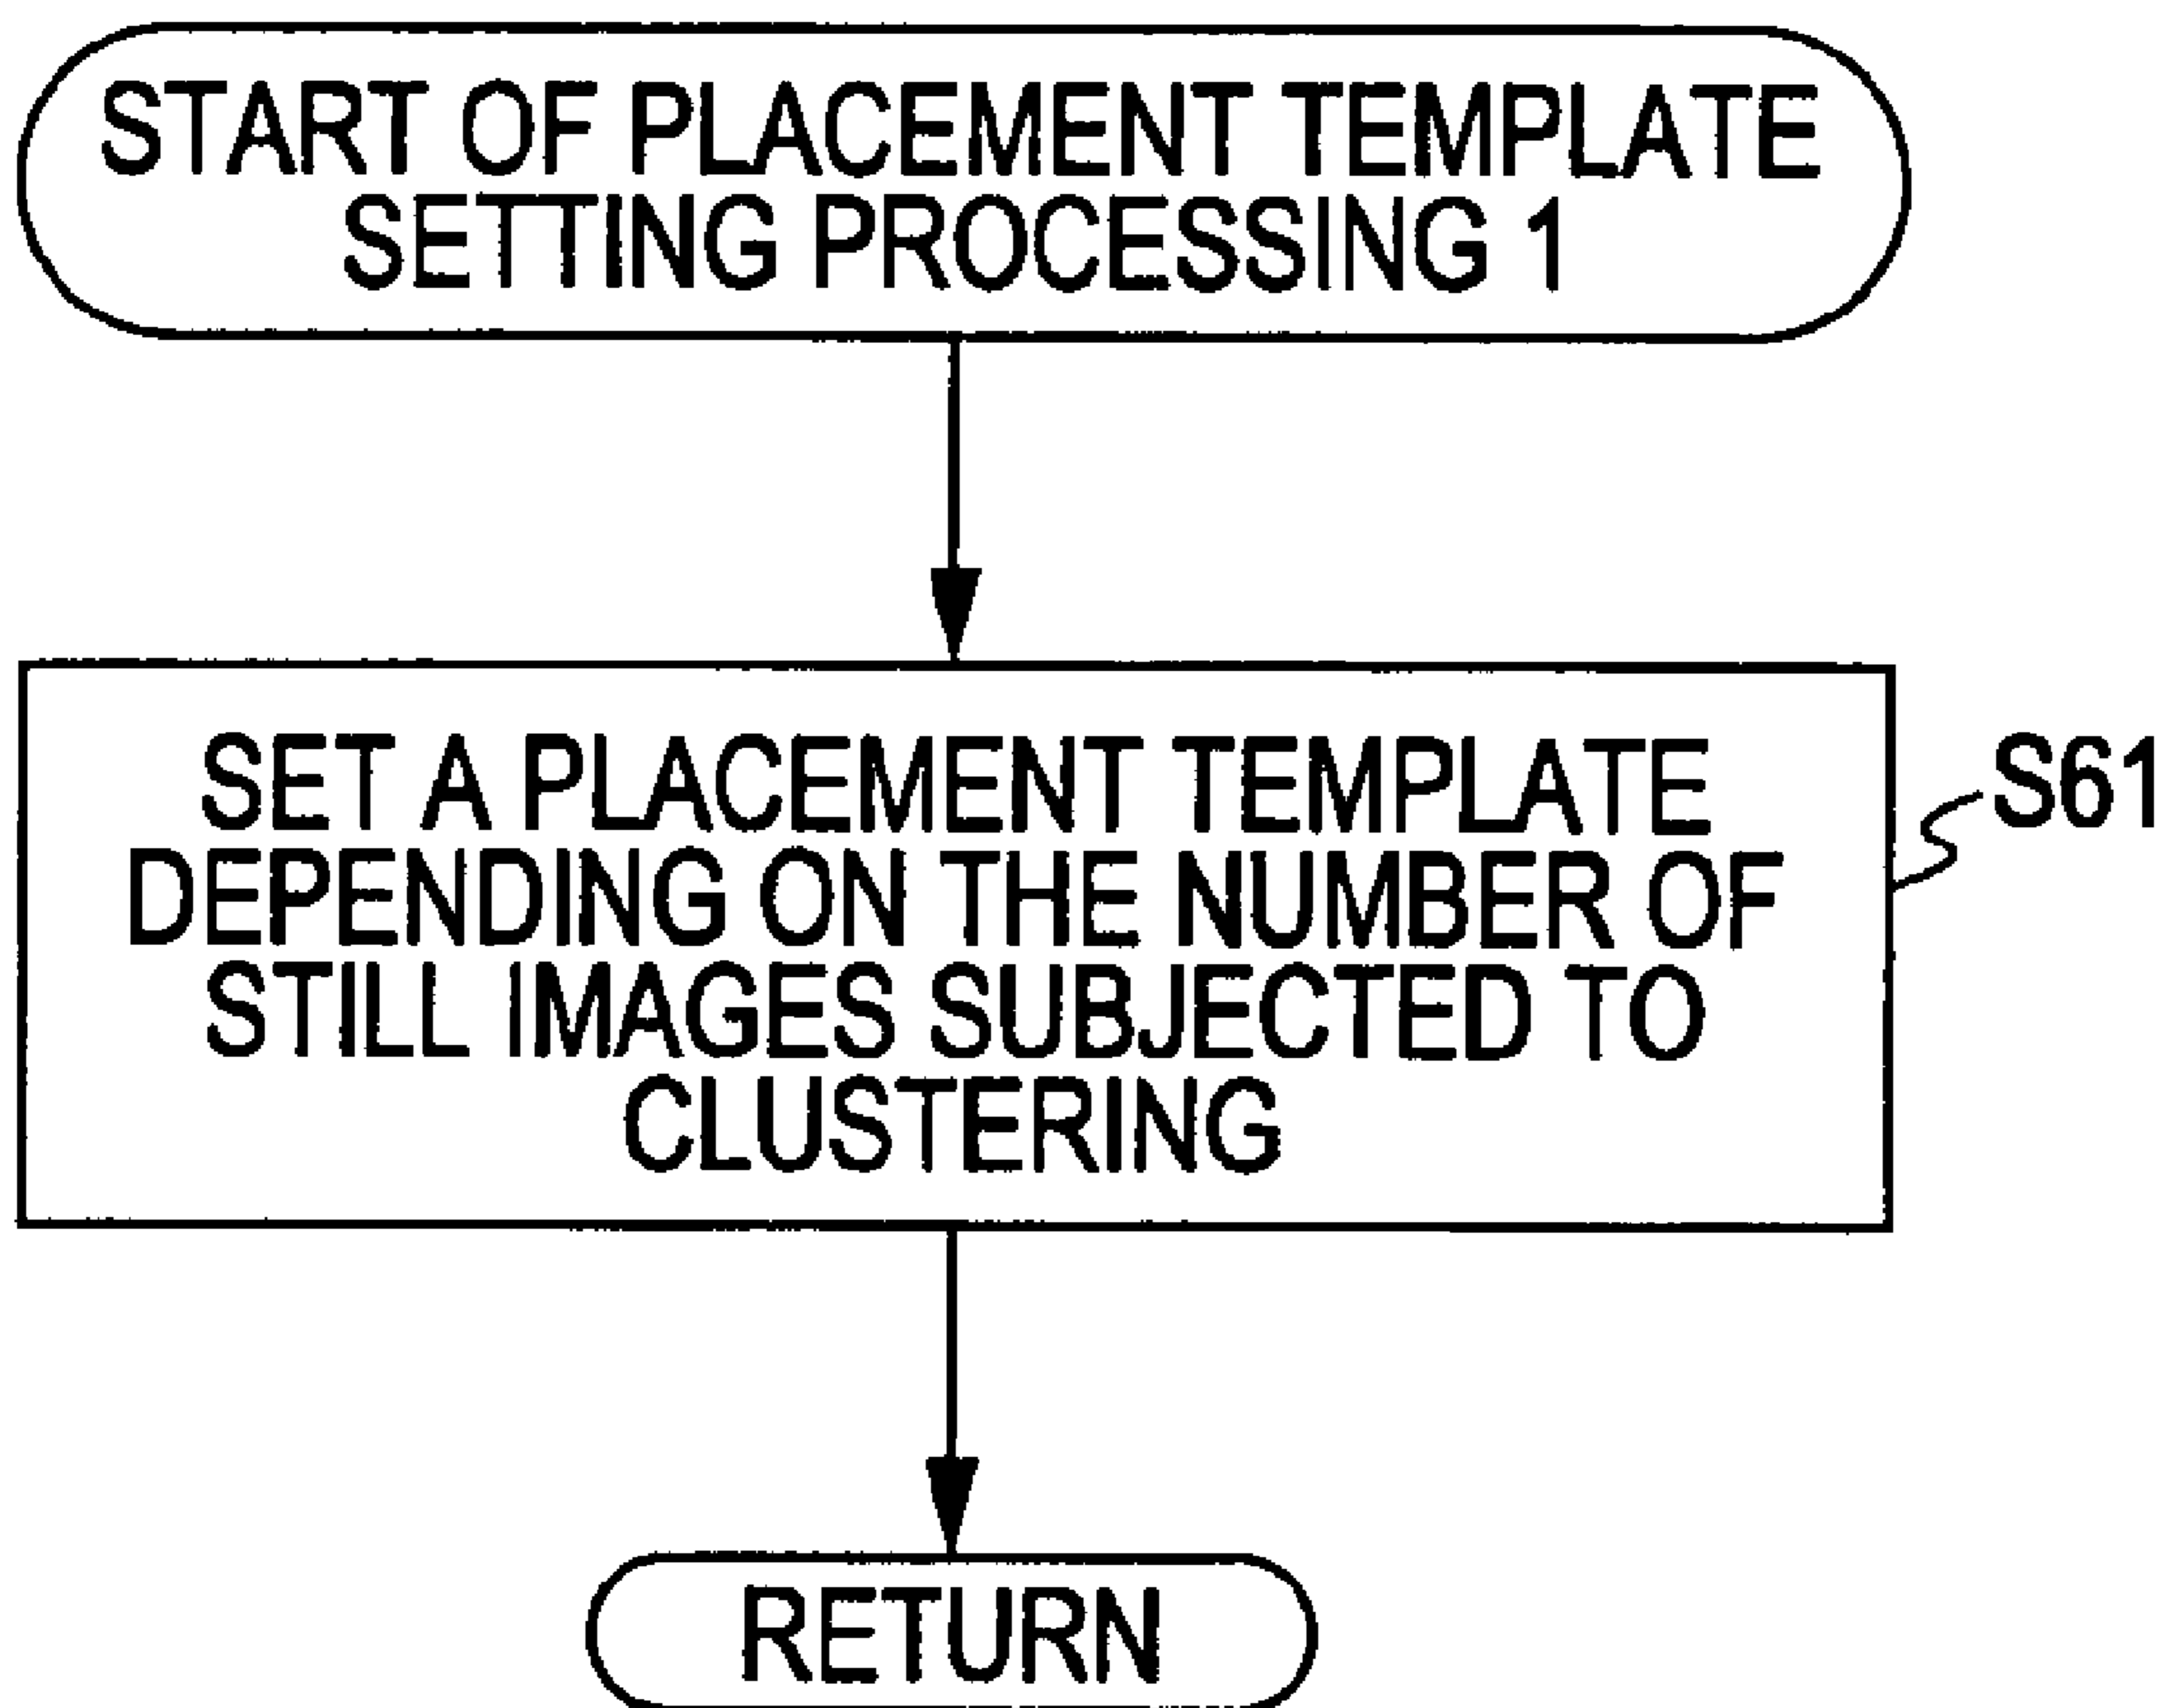 START OF PLACEMENT TEMPLATE
SETTING PROCESSING 1
SET A PLACEMENT TEMPLATE
DEPENDING ON THE NUMBER OF
STILL IMAGES SUBJECTED TO
CLUSTERING
S61
RETURN